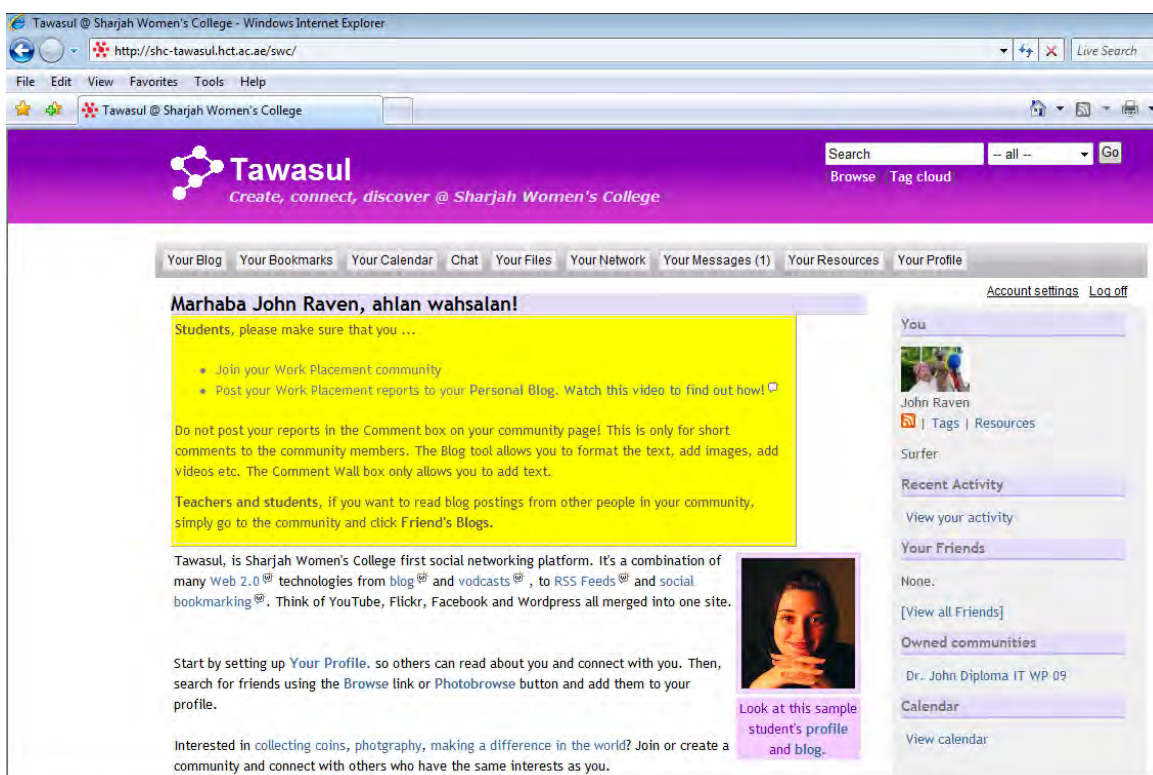 Tawasul @ Sharjah Women's College - Windows Internet Explorer
http://shc-tawasul.hct.ac.ae/swc/
Live Search
File Edit View Favorites Tools Help
Tawasul @ Sharjah Women's College
Tawasul
Create, connect, discover @ Sharjah Women's College
Search
-- all --
Go
Browse Tag cloud
Your Blog Your Bookmarks Your Calendar Chat Your Files Your Network Your Messages (1) Your Resources Your Profile
Account settings Log off
Marhaba John Raven, ahlan wahsalan!
Students, please make sure that you ...
• Join your Work Placement community
• Post your Work Placement reports to your Personal Blog. Watch this video to find out how!
Do not post your reports in the Comment box on your community page! This is only for short
comments to the community members. The Blog tool allows you to format the text, add images, add
videos etc. The Comment Wall box only allows you to add text.
Teachers and students, if you want to read blog postings from other people in your community,
simply go to the community and click Friend's Blogs.
Tawasul, is Sharjah Women's College first social networking platform. It's a combination of
many Web 2.0 technologies from blog and vodcasts , to RSS Feeds and social
bookmarking . Think of YouTube, Flickr, Facebook and Wordpress all merged into one site.
Start by setting up Your Profile. so others can read about you and connect with you. Then,
search for friends using the Browse link or Photobrowse button and add them to your
profile.
Interested in collecting coins, photgraphy, making a difference in the world? Join or create a
community and connect with others who have the same interests as you.
Look at this sample
student's profile
and blog.
You
John Raven
| Tags | Resources
Surfer
Recent Activity
View your activity
Your Friends
None.
[View all Friends]
Owned communities
Dr. John Diploma IT WP 09
Calendar
View calendar